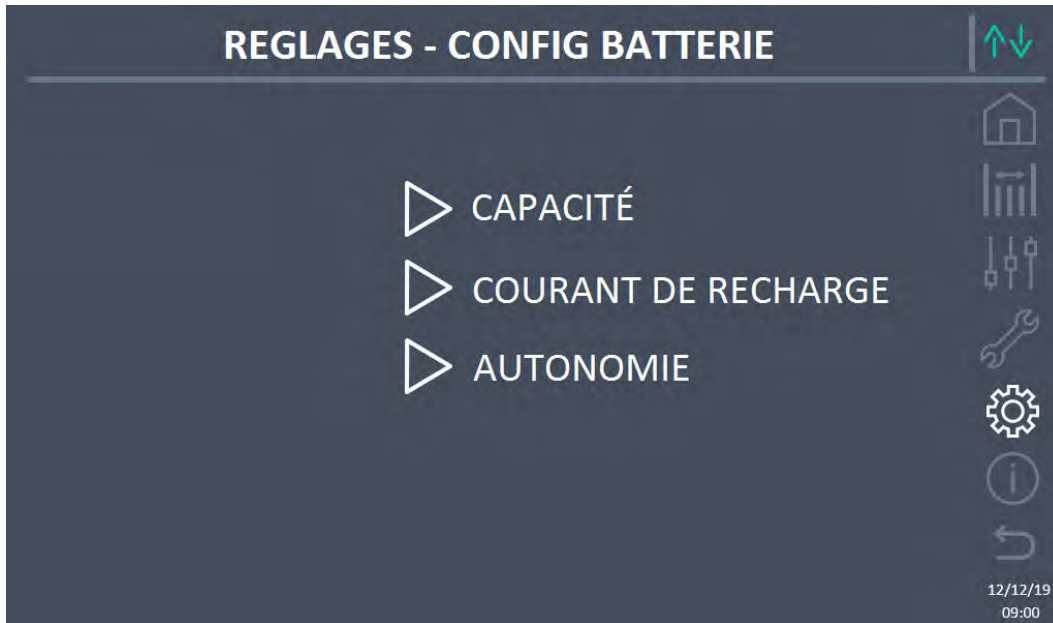 REGLAGES - CONFIG BATTERIE
CAPACITÉ
COURANT DE RECHARGE
AUTONOMIE
12/12/19
09:00